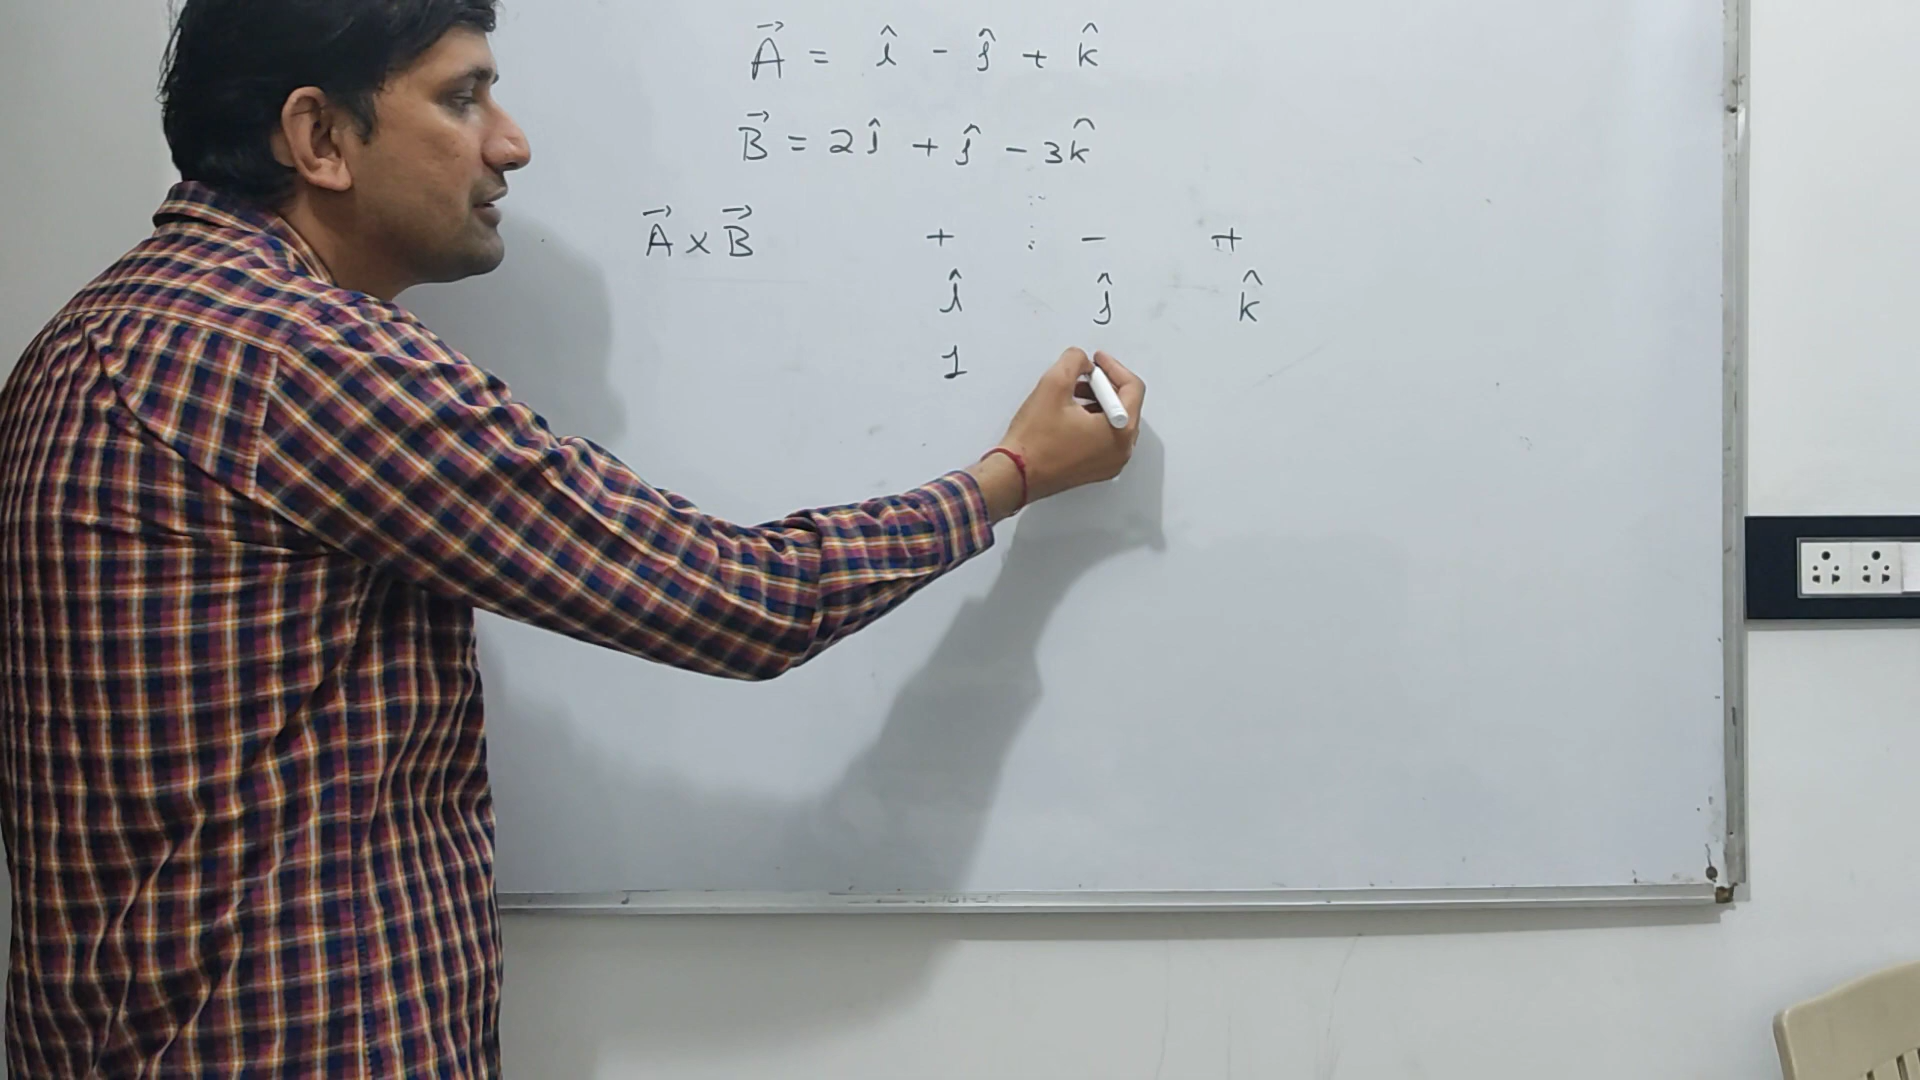 A⃗ = î - ĵ + k̂
B⃗ = 2î + ĵ - 3k̂
A⃗ × B⃗ + - +
î ĵ k̂
1